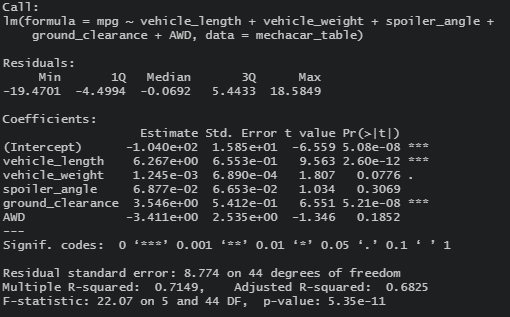 Call:
lm(formula = mpg ~ vehicle_length + vehicle_weight + spoiler_angle +
    ground_clearance + AWD, data = mechacar_table)

Residuals:
     Min       1Q   Median       3Q      Max
-19.4701  -4.4994  -0.0692   5.4433  18.5849

Coefficients:
                   Estimate Std. Error t value Pr(>|t|)
(Intercept)      -1.040e+02  1.585e+01  -6.559 5.08e-08 ***
vehicle_length    6.267e+00  6.553e-01   9.563 2.60e-12 ***
vehicle_weight    1.245e-03  6.890e-04   1.807   0.0776 .
spoiler_angle     6.877e-02  6.653e-02   1.034   0.3069
ground_clearance  3.546e+00  5.412e-01   6.551 5.21e-08 ***
AWD              -3.411e+00  2.535e+00  -1.346   0.1852
---
Signif. codes:  0 ‘***’ 0.001 ‘**’ 0.01 ‘*’ 0.05 ‘.’ 0.1 ‘ ’ 1

Residual standard error: 8.774 on 44 degrees of freedom
Multiple R-squared:  0.7149,	Adjusted R-squared:  0.6825
F-statistic: 22.07 on 5 and 44 DF,  p-value: 5.35e-11